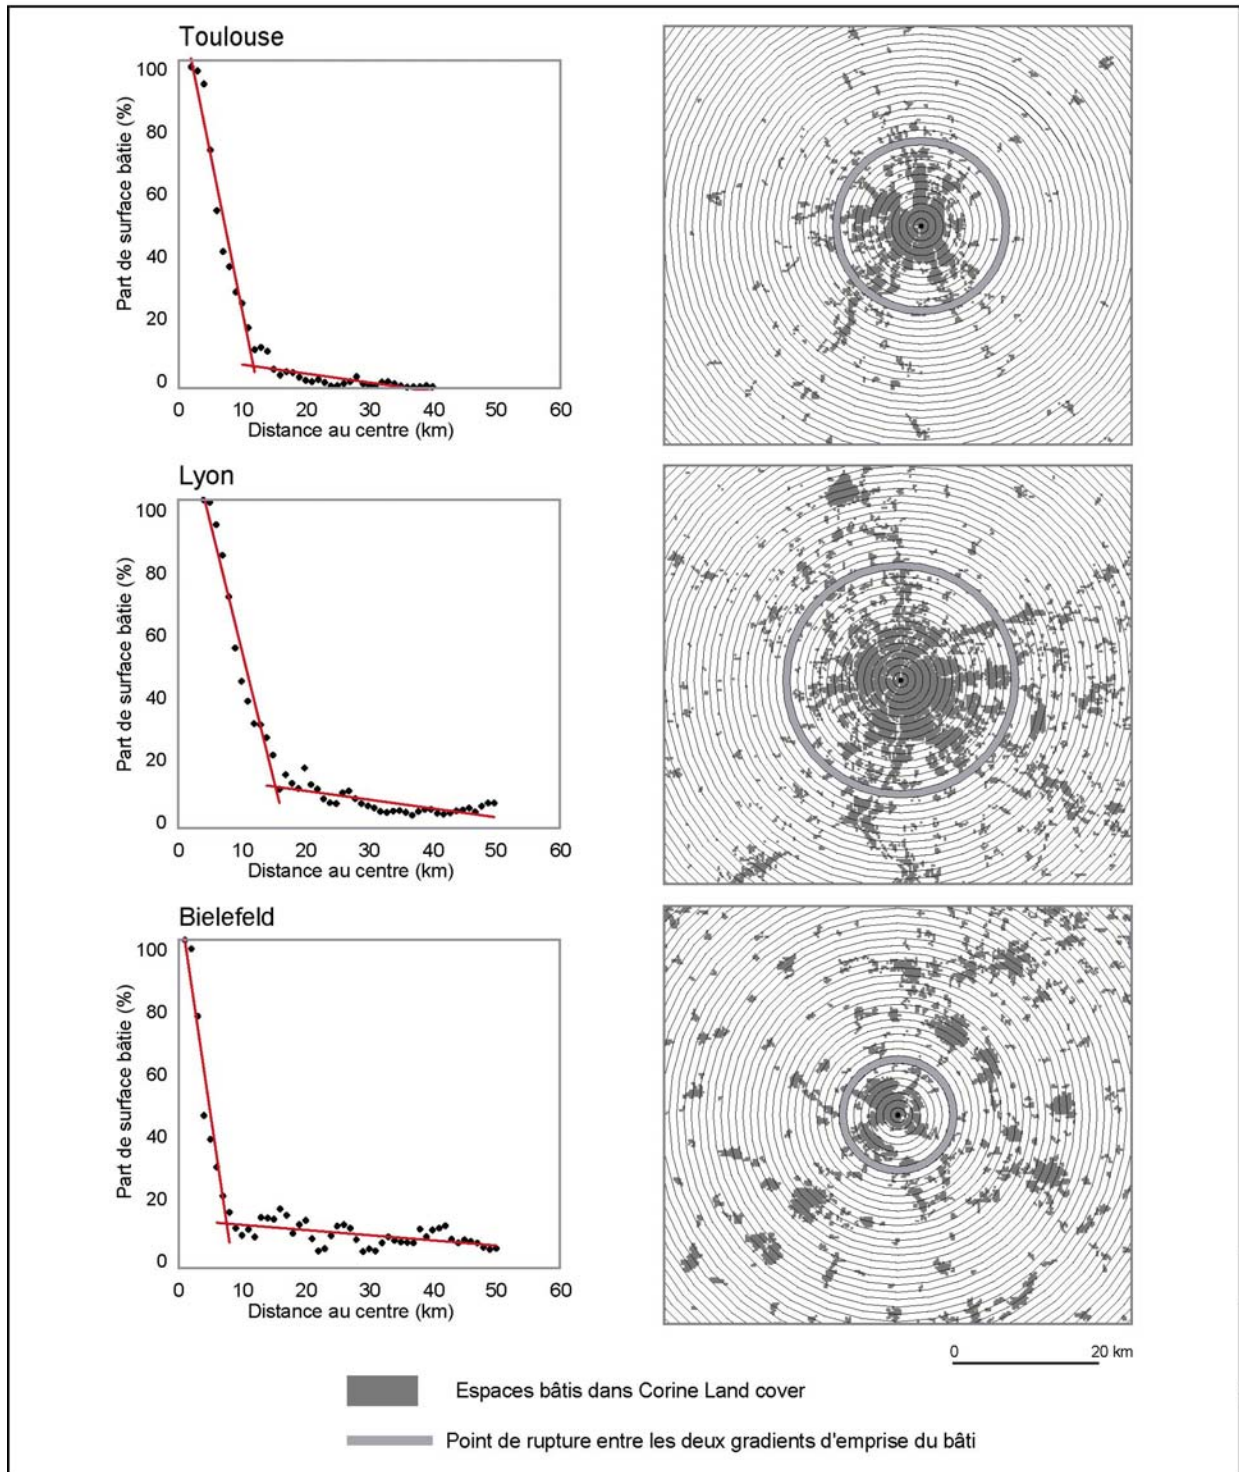 Toulouse
Part de surface bâtie (%)
100
80
60
40
20
0
0 10 20 30 40 50 60
Distance au centre (km)
Lyon
Part de surface bâtie (%)
100
80
60
40
20
0
0 10 20 30 40 50 60
Distance au centre (km)
Bielefeld
Part de surface bâtie (%)
100
80
60
40
20
0
0 10 20 30 40 50 60
Distance au centre (km)
0 20 km
Espaces bâtis dans Corine Land cover
Point de rupture entre les deux gradients d'emprise du bâti